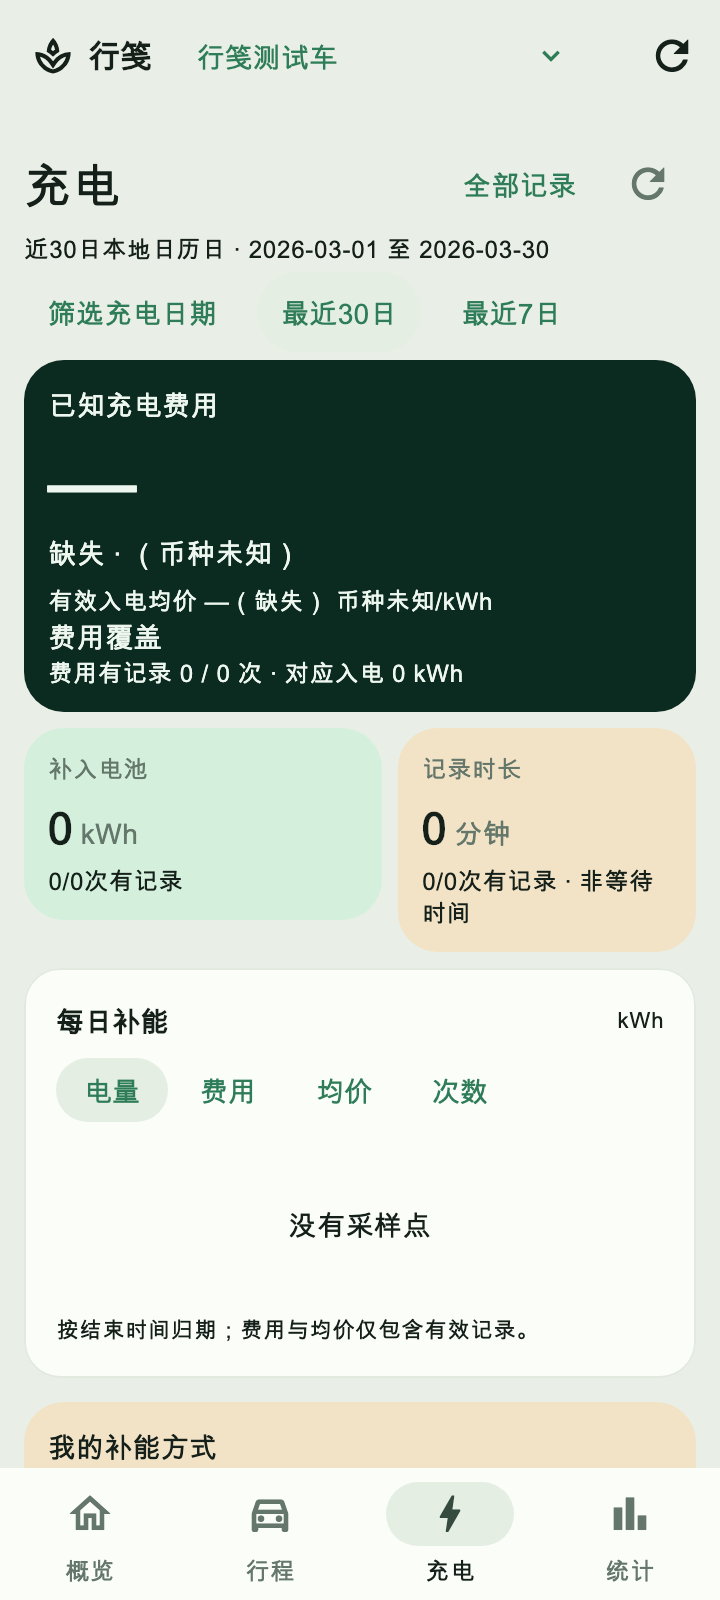 行笺 行笺测试车
充电 全部记录
近30日本地日历日 · 2026-03-01 至 2026-03-30
筛选充电日期 最近30日 最近7日
已知充电费用
—
缺失 ·（币种未知）
有效入电均价 —（缺失） 币种未知/kWh
费用覆盖
费用有记录 0 / 0 次 · 对应入电 0 kWh
补入电池
0 kWh
0/0次有记录
记录时长
0 分钟
0/0次有记录 · 非等待
时间
每日补能 kWh
电量 费用 均价 次数
没有采样点
按结束时间归期；费用与均价仅包含有效记录。
我的补能方式
概览 行程 充电 统计